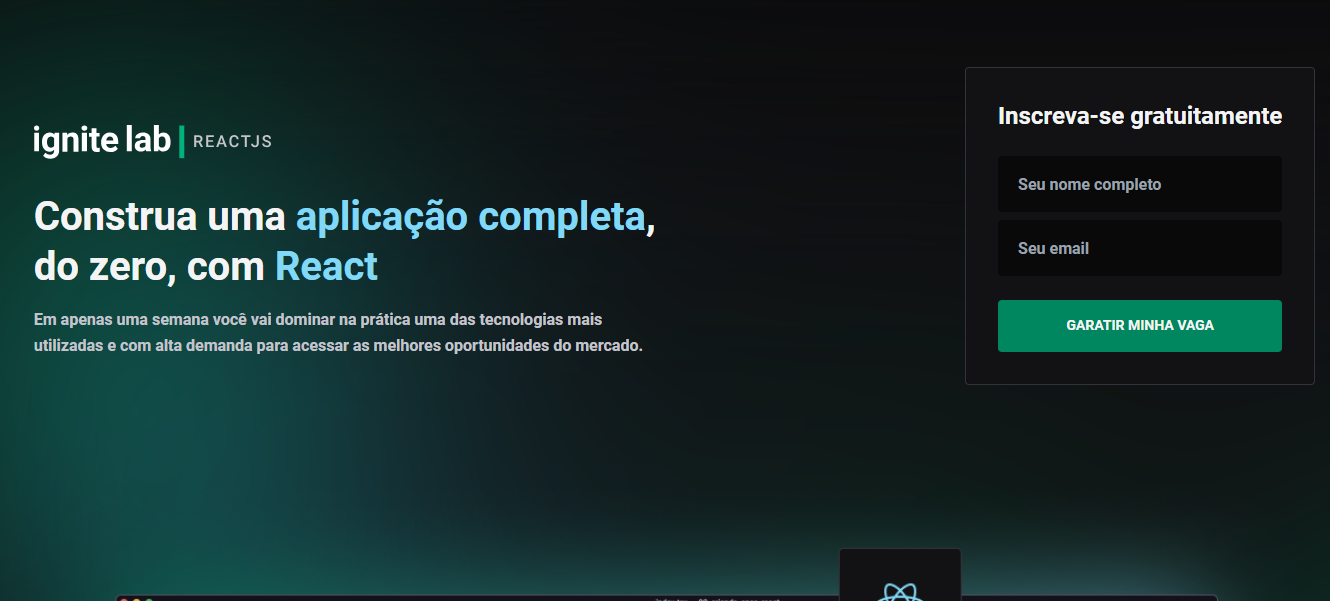 ignite lab | REACTJS
Construa uma aplicação completa,
do zero, com React
Em apenas uma semana você vai dominar na prática uma das tecnologias mais
utilizadas e com alta demanda para acessar as melhores oportunidades do mercado.
Inscreva-se gratuitamente
Seu nome completo
Seu email
GARATIR MINHA VAGA